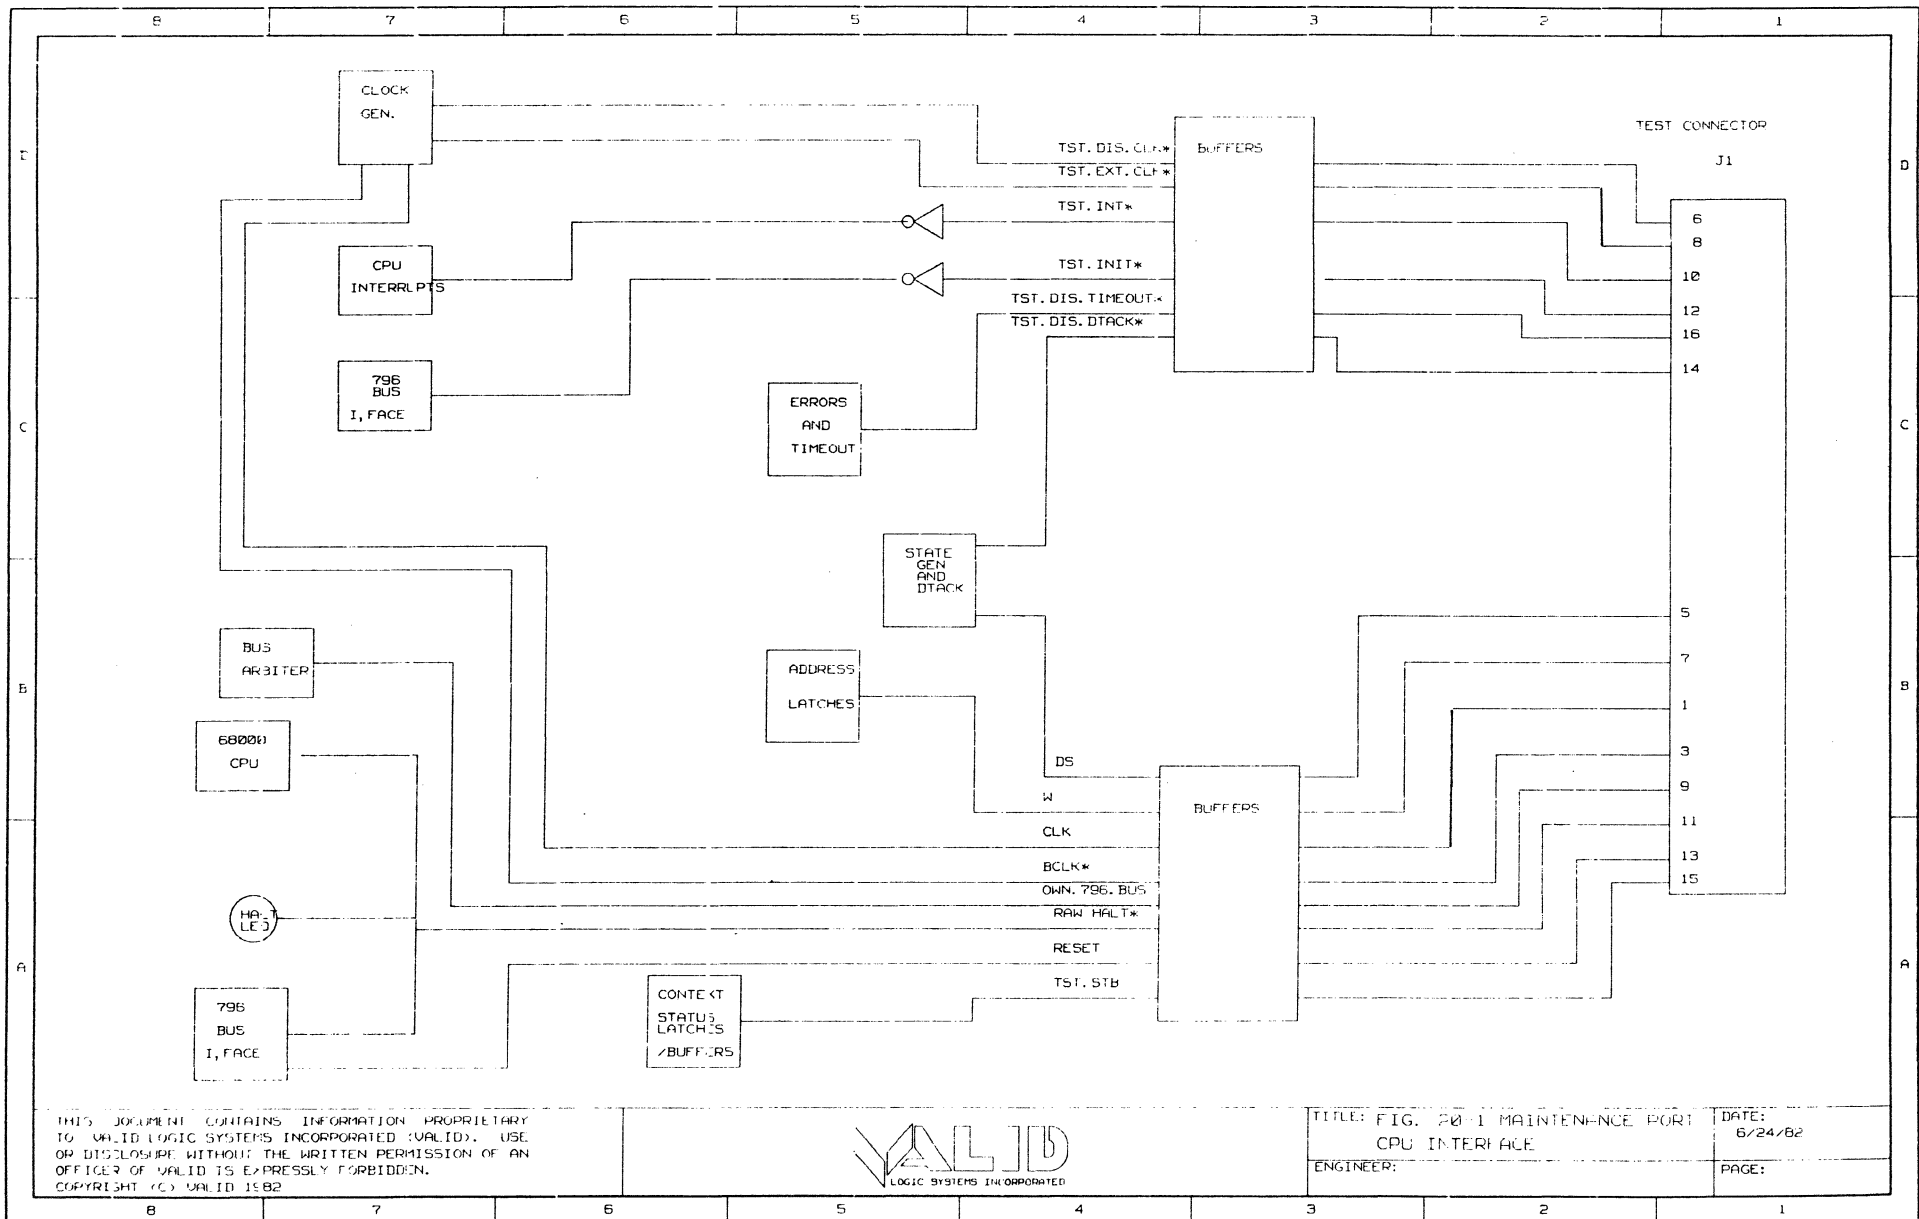 8 7 6 5 4 3 2 1
CLOCK
GEN.
TEST CONNECTOR
J1
D
D
TST.DIS.CLK*
BUFFERS
TST.EXT.CLK*
TST.INT*
6
8
CPU
INTERRUPTS
TST.INIT*
10
TST.DIS.TIMEOUT*
12
TST.DIS.DTACK*
16
14
796
BUS
I,FACE
ERRORS
AND
TIMEOUT
C
C
STATE
GEN
AND
DTACK
5
BUS
ARBITER
7
ADDRESS
LATCHES
B
B
1
68000
CPU
3
DS
9
W
BUFFERS
11
CLK
13
BCLK*
15
OWN.796.BUS
HALT
LED
RAW HALT*
RESET
A
A
TST.STB
CONTEXT
STATUS
LATCHES
/BUFFERS
796
BUS
I,FACE
THIS DOCUMENT CONTAINS INFORMATION PROPRIETARY
TO VALID LOGIC SYSTEMS INCORPORATED (VALID). USE
OR DISCLOSURE WITHOUT THE WRITTEN PERMISSION OF AN
OFFICER OF VALID IS EXPRESSLY FORBIDDEN.
COPYRIGHT (C) VALID 1982
VALID
LOGIC SYSTEMS INCORPORATED
TITLE: FIG. 20-1 MAINTENANCE PORT
CPU INTERFACE
DATE:
6/24/82
ENGINEER:
PAGE:
8 7 6 5 4 3 2 1